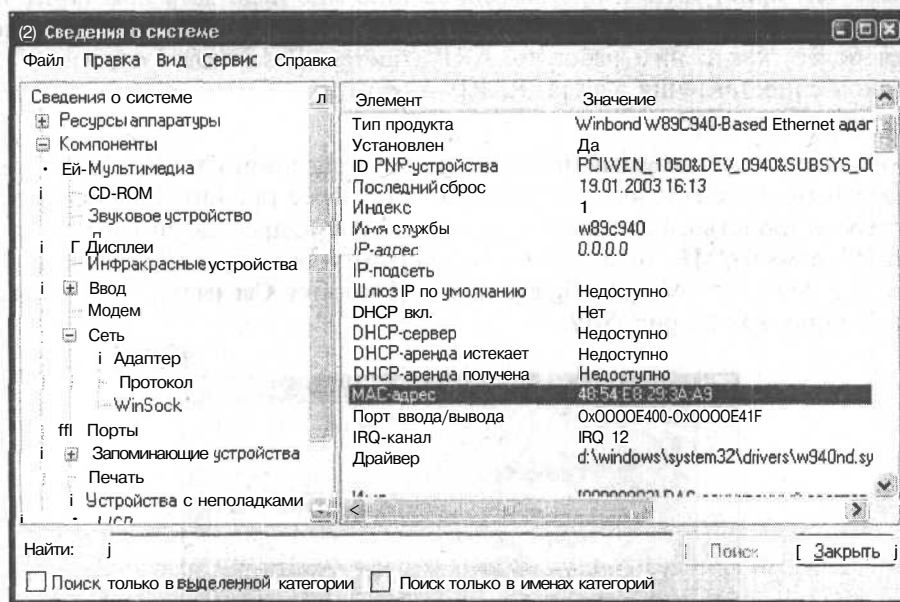 (2) Сведения о системе
Файл Правка Вид Сервис Справка
Сведения о системе
Ресурсы аппаратуры
Компоненты
Ей-Мультимедиа
CD-ROM
Звуковое устройство
Дисплеи
Инфракрасные устройства
Ввод
Модем
Сеть
Адаптер
Протокол
WinSock
ffl Порты
Запоминающие устройства
Печать
Устройства с неполадками
Элемент Значение
Тип продукта Winbond W89C940-Based Ethernet адап
Установлен Да
ID PNP-устройства PCI\VEN_1050&DEV_0940&SUBSYS_0(
Последний сброс 19.01.2003 16:13
Индекс 1
Имя службы w89c940
IP-адрес 0.0.0.0
IP-подсеть
Шлюз IP по умолчанию Недоступно
DHCP вкл. Нет
DHCP-сервер Недоступно
DHCP-аренда истекает Недоступно
DHCP-аренда получена Недоступно
MAC-адрес 48:54:E8:29:3A:A9
Порт ввода/вывода 0x0000E400-0x0000E41F
IRQ-канал IRQ 12
Драйвер d:\windows\system32\drivers\w940nd.sy
Найти: j Поиск [ Закрыть j
Поиск только в выделенной категории Поиск только в именах категорий